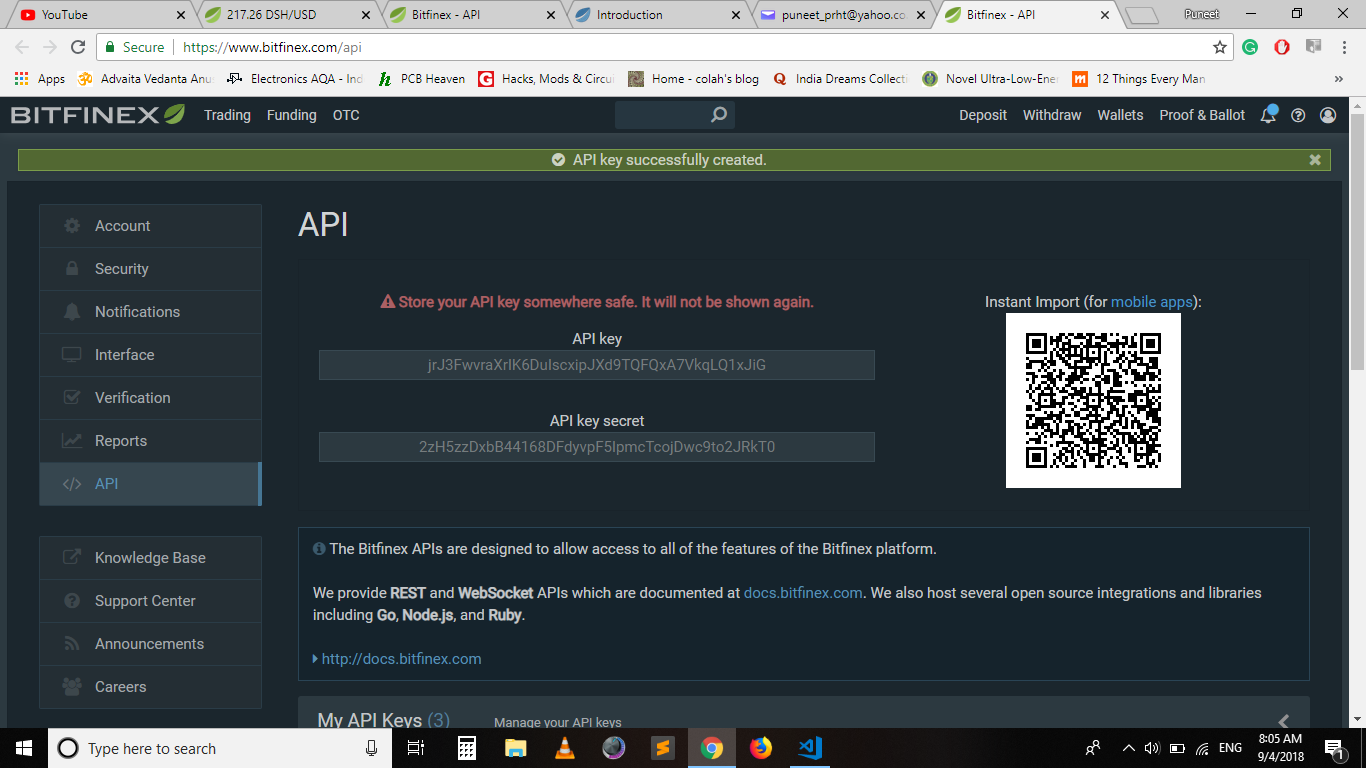 YouTube
217.26 DSH/USD
Bitfinex - API
Introduction
puneet_prht@yahoo.co
Bitfinex - API
Puneet
Secure
https://www.bitfinex.com/api
Apps
Advaita Vedanta Anu
Electronics AQA - Ind
PCB Heaven
Hacks, Mods & Circui
Home - colah's blog
India Dreams Collecti
Novel Ultra-Low-Ener
12 Things Every Man
»
BITFINEX
Trading
Funding
OTC
Deposit
Withdraw
Wallets
Proof & Ballot
API key successfully created.
Account
Security
Notifications
Interface
Verification
Reports
API
Knowledge Base
Support Center
Announcements
Careers
API
Store your API key somewhere safe. It will not be shown again.
API key
jrJ3FwvraXrIK6DuIscxipJXd9TQFQxA7VkqLQ1xJiG
API key secret
2zH5zzDxbB44168DFdyvpF5IpmcTcojDwc9to2JRkT0
Instant Import (for mobile apps):
The Bitfinex APIs are designed to allow access to all of the features of the Bitfinex platform.
We provide REST and WebSocket APIs which are documented at docs.bitfinex.com. We also host several open source integrations and libraries
including Go, Node.js, and Ruby.
http://docs.bitfinex.com
My API Keys (3)
Manage your API keys
Type here to search
ENG
8:05 AM
9/4/2018
1